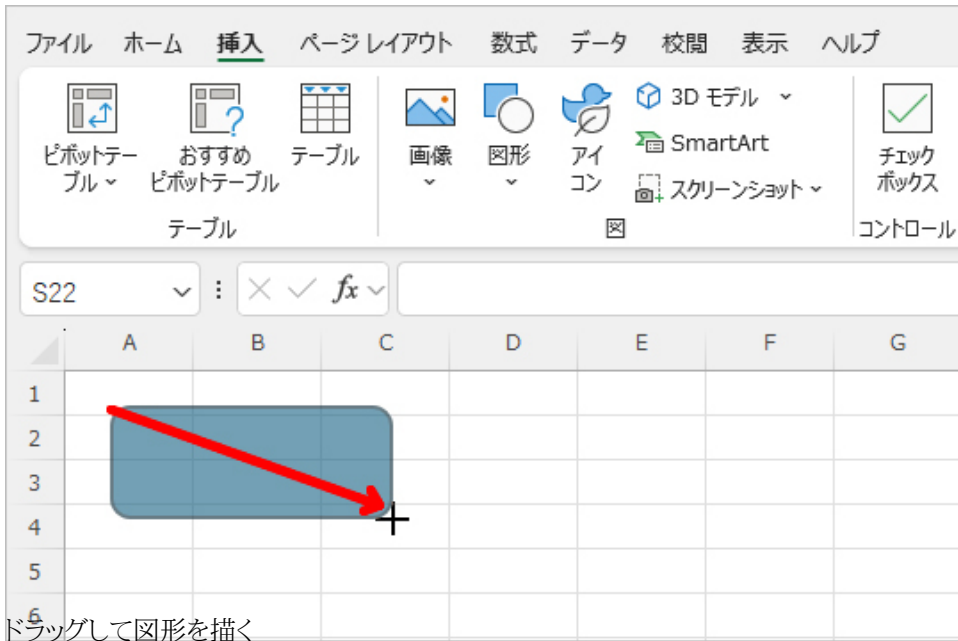 ファイル ホーム 挿入 ページ レイアウト 数式 データ 校閲 表示 ヘルプ
ピボットテー
ブル
おすすめ
ピボットテーブル
テーブル
テーブル
画像
図形
アイ
コン
3D モデル
SmartArt
スクリーンショット
図
チェック
ボックス
コントロール
S22
fx
A B C D E F G
1
2
3
4
5
6
ドラッグして図形を描く